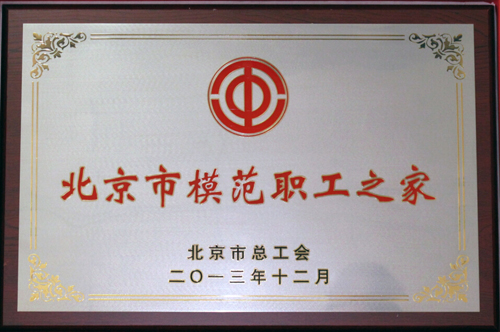 北京市模范职工之家
北京市总工会
二〇一三年十二月